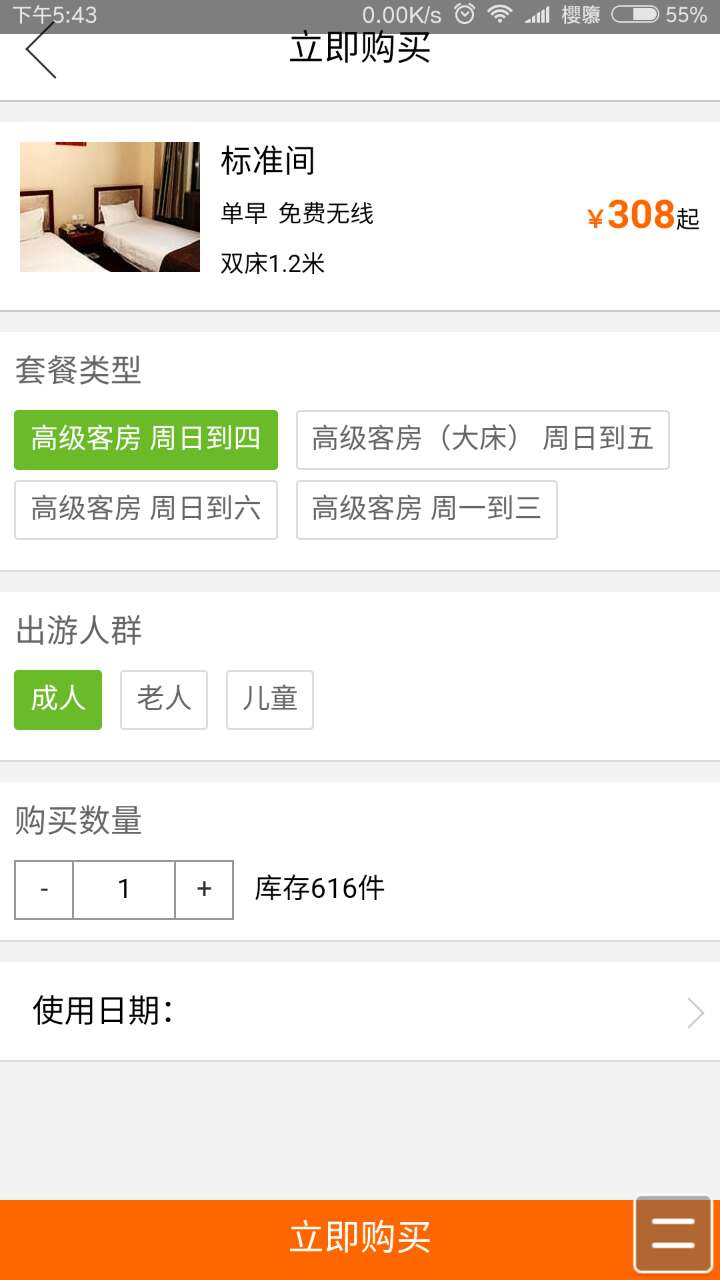 下午5:43 0.00K/s 55%
立即购买
标准间
单早 免费无线
¥308起
双床1.2米
套餐类型
高级客房 周日到四 高级客房（大床） 周日到五
高级客房 周日到六 高级客房 周一到三
出游人群
成人 老人 儿童
购买数量
- 1 + 库存616件
使用日期：
立即购买